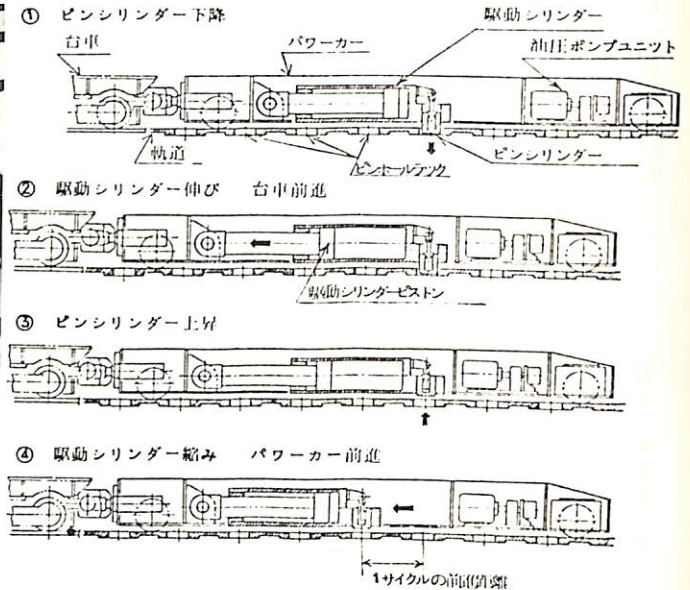 ① ピンシリンダー下降
台車
パワーカー
駆動シリンダー
油圧ポンプユニット
軌道
ピンホールラック
ピンシリンダー
② 駆動シリンダー伸び 台車前進
駆動シリンダーピストン
③ ピンシリンダー上昇
④ 駆動シリンダー縮み パワーカー前進
1サイクルの前進距離